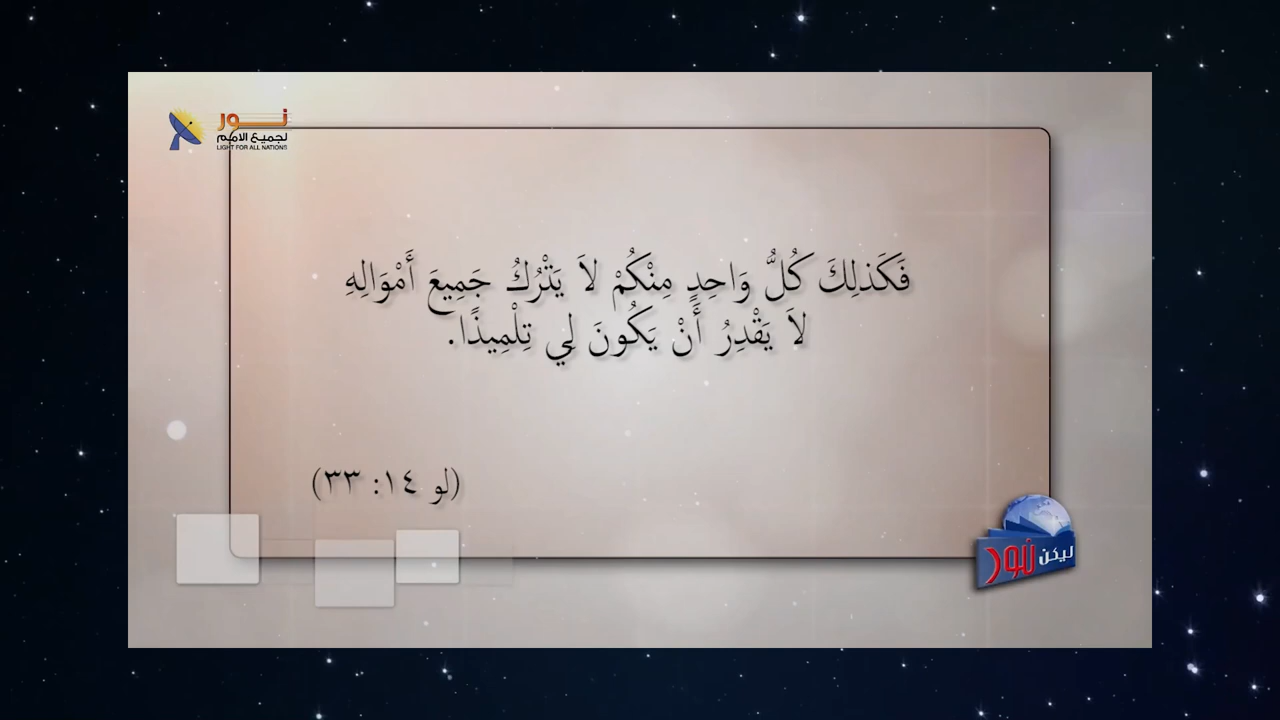 نور
لجميع الامم
LIGHT FOR ALL NATIONS
فَكَذلِكَ كُلُّ وَاحِدٍ مِنْكُمْ لاَ يَتْرُكُ جَمِيعَ أَمْوَالِهِ
لاَ يَقْدِرُ أَنْ يَكُونَ لِي تِلْمِيذًا.
(لو ١٤: ٣٣)
ليكن نور